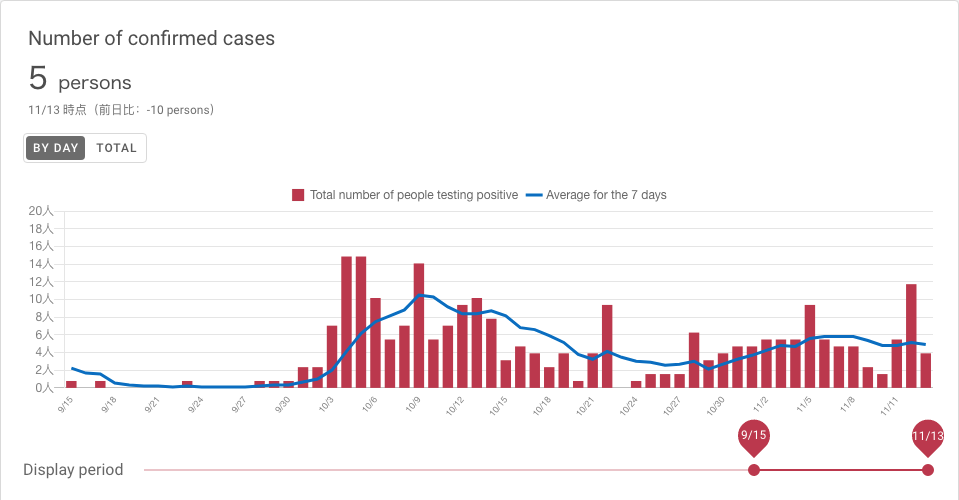 Number of confirmed cases
5 persons
11/13 時点（前日比：-10 persons）
BY DAY TOTAL
Total number of people testing positive Average for the 7 days
20人
18人
16人
14人
12人
10人
8人
6人
4人
2人
0人
9/15 9/18 9/21 9/24 9/27 9/30 10/3 10/6 10/9 10/12 10/15 10/18 10/21 10/24 10/27 10/30 11/2 11/5 11/8 11/11
9/15 11/13
Display period